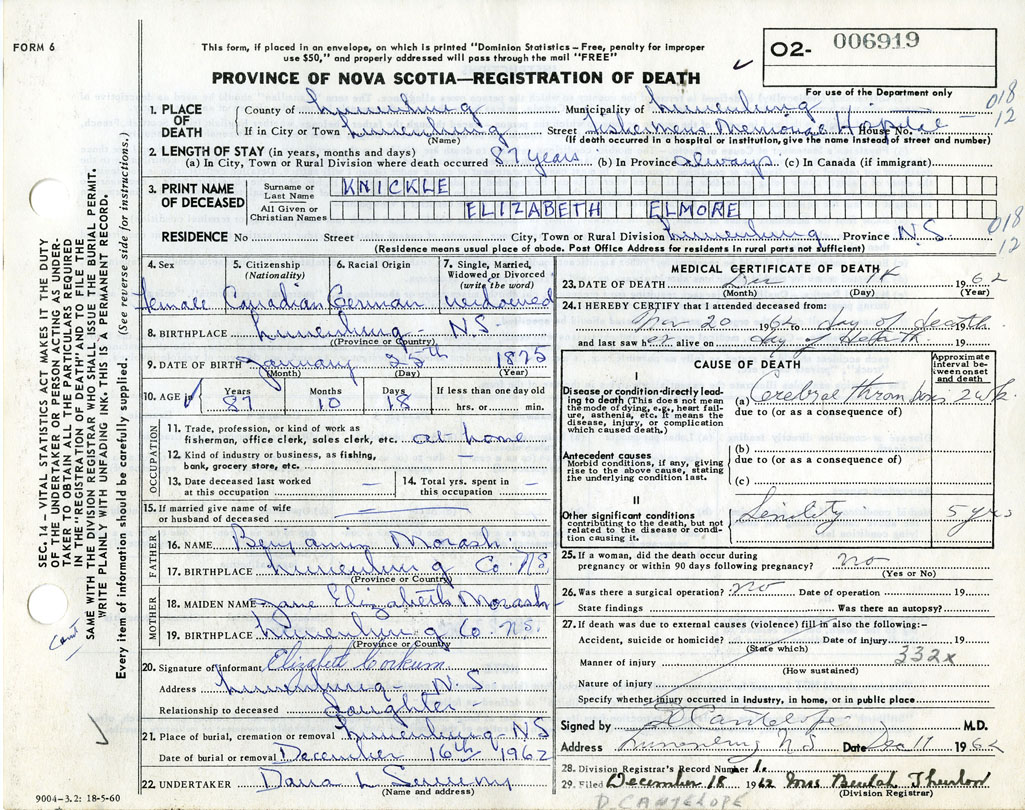 FORM 6
This form, if placed in an envelope, on which is printed "Dominion Statistics – Free, penalty for improper
use $50," and properly addressed will pass through the mail "FREE"
O2- 006919
For use of the Department only
PROVINCE OF NOVA SCOTIA—REGISTRATION OF DEATH
1. PLACE OF DEATH County of Lunenburg Municipality of Lunenburg 018
If in City or Town Lunenburg Street Fishermens Memorial Hospital House No. 12
(Name) (If death occurred in a hospital or institution, give the name instead of street and number)
2. LENGTH OF STAY (in years, months and days)
(a) In City, Town or Rural Division where death occurred 87 years (b) In Province always (c) In Canada (if immigrant)
3. PRINT NAME OF DECEASED Surname or Last Name KNICKLE
All Given or Christian Names ELIZABETH ELMORE
018
12
RESIDENCE No Street City, Town or Rural Division Lunenburg Province N.S
(Residence means usual place of abode. Post Office Address for residents in rural parts not sufficient)
4. Sex 5. Citizenship (Nationality) 6. Racial Origin 7. Single, Married, Widowed or Divorced (write the word)
female Canadian German widowed
8. BIRTHPLACE Lunenburg - N.S.
(Province or Country)
9. DATE OF BIRTH January 25th 1875
(Month) (Day) (Year)
10. AGE Years Months Days If less than one day old
87 10 18 hrs. or min.
OCCUPATION
11. Trade, profession, or kind of work as
fisherman, office clerk, sales clerk, etc. at home
12. Kind of industry or business, as fishing,
bank, grocery store, etc. –
13. Date deceased last worked at this occupation – 14. Total yrs. spent in this occupation –
15. If married give name of wife
or husband of deceased
FATHER
16. NAME Benjamin Morash
17. BIRTHPLACE Lunenburg Co. N.S
(Province or Country)
MOTHER
18. MAIDEN NAME Jane Elizabeth Morash
19. BIRTHPLACE Lunenburg Co. N.S.
(Province or Country)
20. Signature of informant Elizabeth Corkum
Address Lunenburg - N.S
Relationship to deceased daughter -
21. Place of burial, cremation or removal Lunenburg - N.S
Date of burial or removal December 16th 1962
22. UNDERTAKER Dana L
(Name and address)
9004–3.2: 18-5-60
MEDICAL CERTIFICATE OF DEATH
23. DATE OF DEATH Dec 14 1962
(Month) (Day) (Year)
24. I HEREBY CERTIFY that I attended deceased from:
Nov 20 1962 to day of death 19
and last saw her alive on day of death 19
CAUSE OF DEATH
Approximate interval between onset and death
I
Disease or condition directly leading to death (This does not mean the mode of dying, e.g., heart failure, asthenia, etc. It means the disease, injury, or complication which caused death.)
(a) Cerebral thrombosis 2 wk.
due to (or as a consequence of)
Antecedent causes
Morbid conditions, if any, giving rise to the above cause, stating the underlying condition last.
(b)
due to (or as a consequence of)
(c)
II
Other significant conditions contributing to the death, but not related to the disease or condition causing it.
Senility 5 yrs
25. If a woman, did the death occur during
pregnancy or within 90 days following pregnancy? no
(Yes or No)
26. Was there a surgical operation? no Date of operation 19
State findings Was there an autopsy?
27. If death was due to external causes (violence) fill in also the following:-
Accident, suicide or homicide? Date of injury 19
(State which)
332x
Manner of injury
(How sustained)
Nature of injury
Specify whether injury occurred in industry, in home, or in public place
Signed by D Cantelope M.D.
Address Lunenburg N.S Date Dec 17 1962
28. Division Registrar's Record Number
29. Filed December 18 1962 Mrs Beulah Thurlow
(Division Registrar)
D. CANTELOPE
SEC. 14 – VITAL STATISTICS ACT MAKES IT THE DUTY
OF THE UNDERTAKER OR PERSON ACTING AS UNDER-
TAKER TO OBTAIN ALL THE PARTICULARS REQUIRED
IN THE "REGISTRATION OF DEATH" AND TO FILE THE
SAME WITH THE DIVISION REGISTRAR WHO SHALL ISSUE THE BURIAL PERMIT.
WRITE PLAINLY WITH UNFADING INK. THIS IS A PERMANENT RECORD.
Every item of information should be carefully supplied. (See reverse side for instructions.)